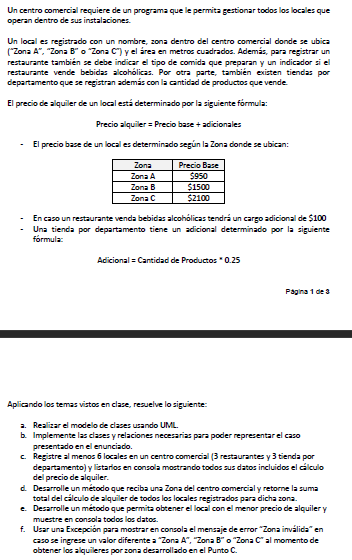 Un centro comercial requiere de un programa que le permita gestionar todos los locales que
operan dentro de sus instalaciones.
Un local es registrado con un nombre, zona dentro del centro comercial donde se ubica
("Zona A", "Zona B" o "Zona C") y el área en metros cuadrados. Además, para registrar un
restaurante también se debe indicar el tipo de comida que preparan y un indicador si el
restaurante vende bebidas alcohólicas. Por otra parte, también existen tiendas por
departamento que se registran además con la cantidad de productos que vende.
El precio de alquiler de un local está determinado por la siguiente fórmula:
Precio alquiler = Precio base + adicionales
- El precio base de un local es determinado según la Zona donde se ubican:
Zona Precio Base
Zona A $950
Zona B $1500
Zona C $2100
- En caso un restaurante venda bebidas alcohólicas tendrá un cargo adicional de $100
- Una tienda por departamento tiene un adicional determinado por la siguiente
fórmula:
Adicional = Cantidad de Productos * 0.25
Página 1 de 3
Aplicando los temas vistos en clase, resuelve lo siguiente:
a. Realizar el modelo de clases usando UML.
b. Implemente las clases y relaciones necesarias para poder representar el caso
presentado en el enunciado.
c. Registre al menos 6 locales en un centro comercial (3 restaurantes y 3 tienda por
departamento) y listarlos en consola mostrando todos sus datos incluidos el cálculo
del precio de alquiler.
d. Desarrolle un método que reciba una Zona del centro comercial y retorne la suma
total del cálculo de alquiler de todos los locales registrados para dicha zona.
e. Desarrolle un método que permita obtener el local con el menor precio de alquiler y
muestre en consola todos los datos.
f. Usar una Excepción para mostrar en consola el mensaje de error "Zona inválida" en
caso se ingrese un valor diferente a "Zona A", "Zona B" o "Zona C" al momento de
obtener los alquileres por zona desarrollado en el Punto C.